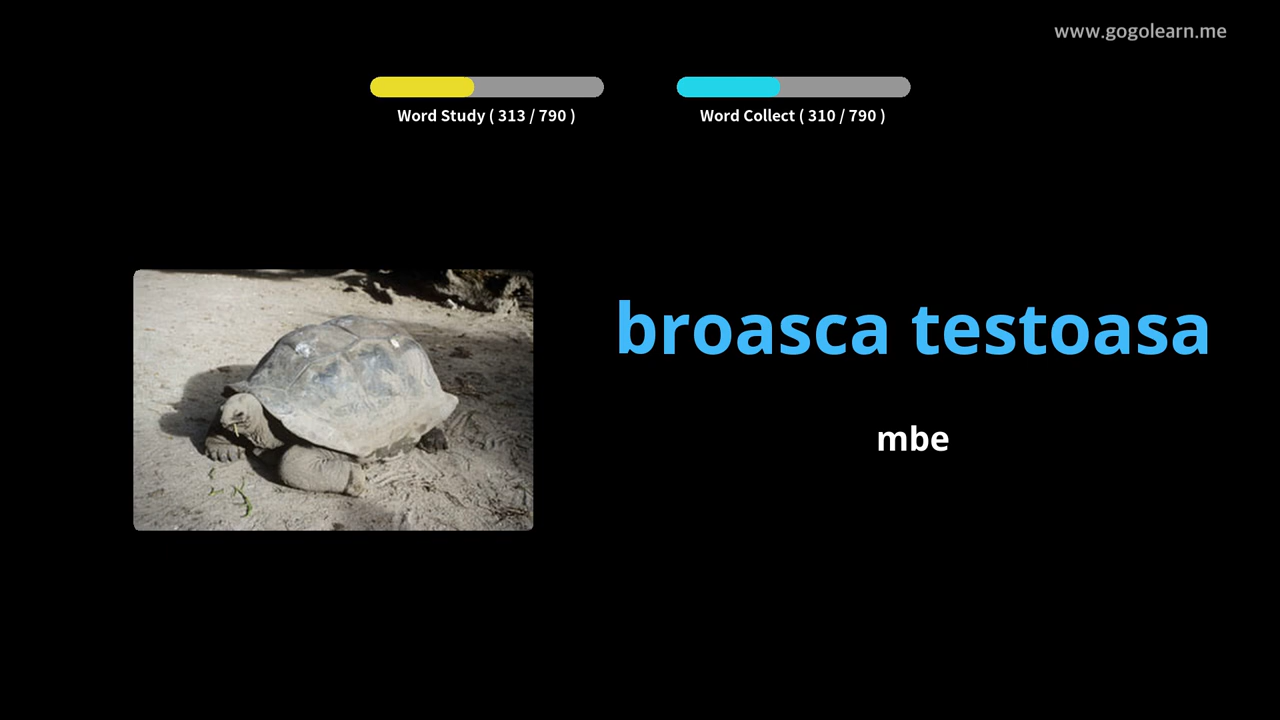 www.gogolearn.me
Word Study ( 313 / 790 )
Word Collect ( 310 / 790 )
broasca testoasa
mbe